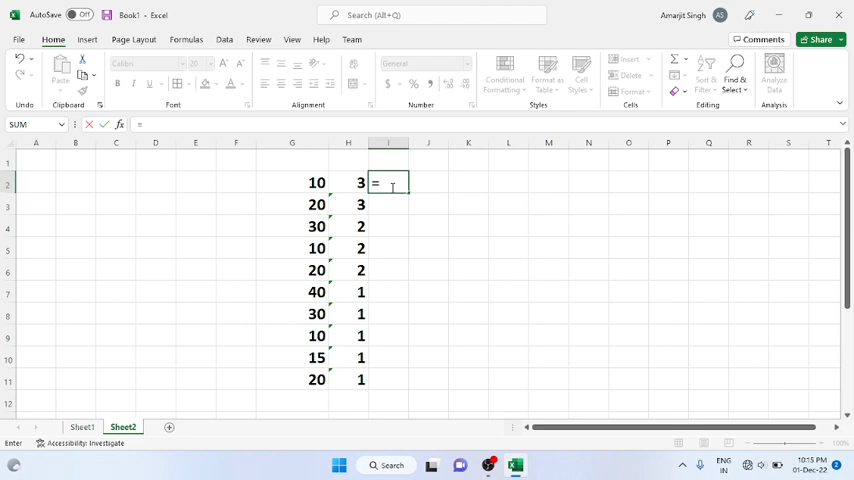 AutoSave Off Book1 - Excel Search (Alt+Q) Amarjit Singh AS
File Home Insert Page Layout Formulas Data Review View Help Team Comments Share
Calibri 20 General Insert
Paste Conditional Formatting Format as Table Cell Styles Delete Sort & Filter Find & Select Analyze Data
Format
Undo Clipboard Font Alignment Number Styles Cells Editing Analysis
SUM fx =
A B C D E F G H I J K L M N O P Q R S T
1
2 10 3 =
3 20 3
4 30 2
5 10 2
6 20 2
7 40 1
8 30 1
9 10 1
10 15 1
11 20 1
12
Sheet1 Sheet2
Enter Accessibility: Investigate 100%
Search ENG IN 10:15 PM 01-Dec-22 2